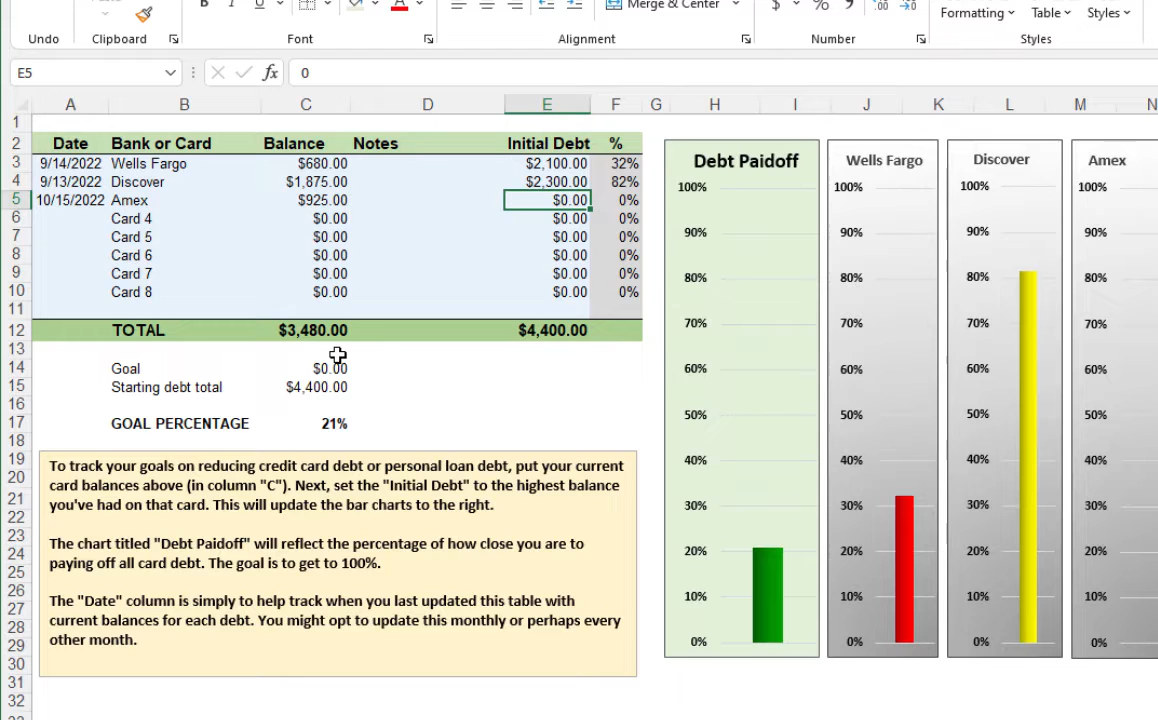 B I U Merge & Center $ % 9 .00
Formatting Table Styles
Undo Clipboard Font Alignment Number Styles
E5 fx 0
A B C D E F G H I J K L M N
1
2 Date Bank or Card Balance Notes Initial Debt %
3 9/14/2022 Wells Fargo $680.00 $2,100.00 32%
4 9/13/2022 Discover $1,875.00 $2,300.00 82%
5 10/15/2022 Amex $925.00 $0.00 0%
6 Card 4 $0.00 $0.00 0%
7 Card 5 $0.00 $0.00 0%
8 Card 6 $0.00 $0.00 0%
9 Card 7 $0.00 $0.00 0%
10 Card 8 $0.00 $0.00 0%
11
12 TOTAL $3,480.00 $4,400.00
13
14 Goal $0.00
15 Starting debt total $4,400.00
16
17 GOAL PERCENTAGE 21%
18
19
20
21
22
23
24
25
26
27
28
29
30
31
32
To track your goals on reducing credit card debt or personal loan debt, put your current
card balances above (in column "C"). Next, set the "Initial Debt" to the highest balance
you've had on that card. This will update the bar charts to the right.
The chart titled "Debt Paidoff" will reflect the percentage of how close you are to
paying off all card debt. The goal is to get to 100%.
The "Date" column is simply to help track when you last updated this table with
current balances for each debt. You might opt to update this monthly or perhaps every
other month.
Debt Paidoff Wells Fargo Discover Amex
100% 100% 100% 100%
90% 90% 90% 90%
80% 80% 80% 80%
70% 70% 70% 70%
60% 60% 60% 60%
50% 50% 50% 50%
40% 40% 40% 40%
30% 30% 30% 30%
20% 20% 20% 20%
10% 10% 10% 10%
0% 0% 0% 0%